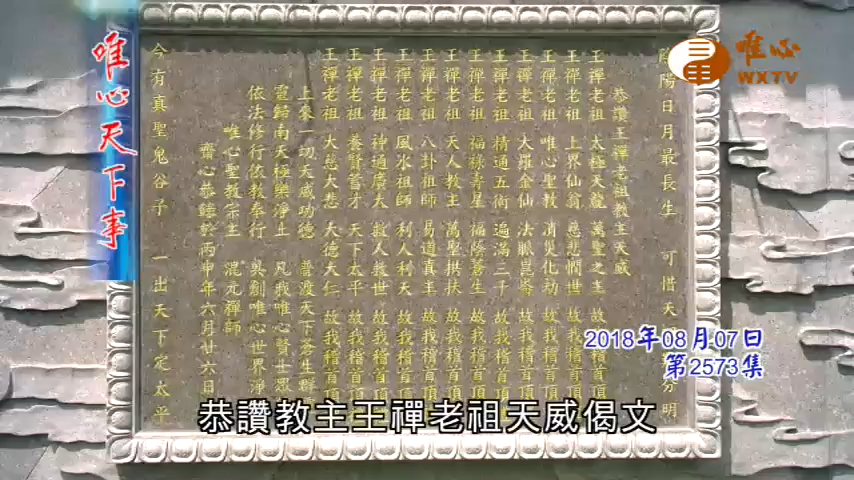 唯心天下事
唯心
WXTV
恭讚王禪老祖教主天威
王禪老祖 太極天龍 萬聖之主 故我稽首頂
王禪老祖 上界仙翁 慈悲憫世 故我稽首頂
王禪老祖 唯心聖教 消災化劫 故我稽首頂
王禪老祖 大羅金仙 法脈崑崙 故我稽首頂
王禪老祖 精通五術 遍滿三千 故我稽首頂
王禪老祖 福祿壽星 福蔭蒼生 故我稽首頂
王禪老祖 天人教主 萬聖拱扶 故我稽首頂
王禪老祖 八卦祖師 易道真主 故我稽首頂
王禪老祖 風水祖師 利人利天 故我稽首頂
王禪老祖 神通廣大 救人救世 故我稽首頂
王禪老祖 養賢蓄才 天下太平 故我稽首頂
王禪老祖 大慈大悲 大德大仁 故我稽首頂
上來一切天威功德 普渡天下蒼生群
靈歸南天極樂淨土 凡我唯心賢士眾
依法修行依教奉行 共創唯心世界淨
唯心聖教宗主 混元禪師
齋心恭錄於丙申年六月廿六日
今有真聖鬼谷子 一出天下定太平
陰陽日月最長生 可惜天 分明
2018年08月07日
第2573集
恭讚教主王禪老祖天威偈文